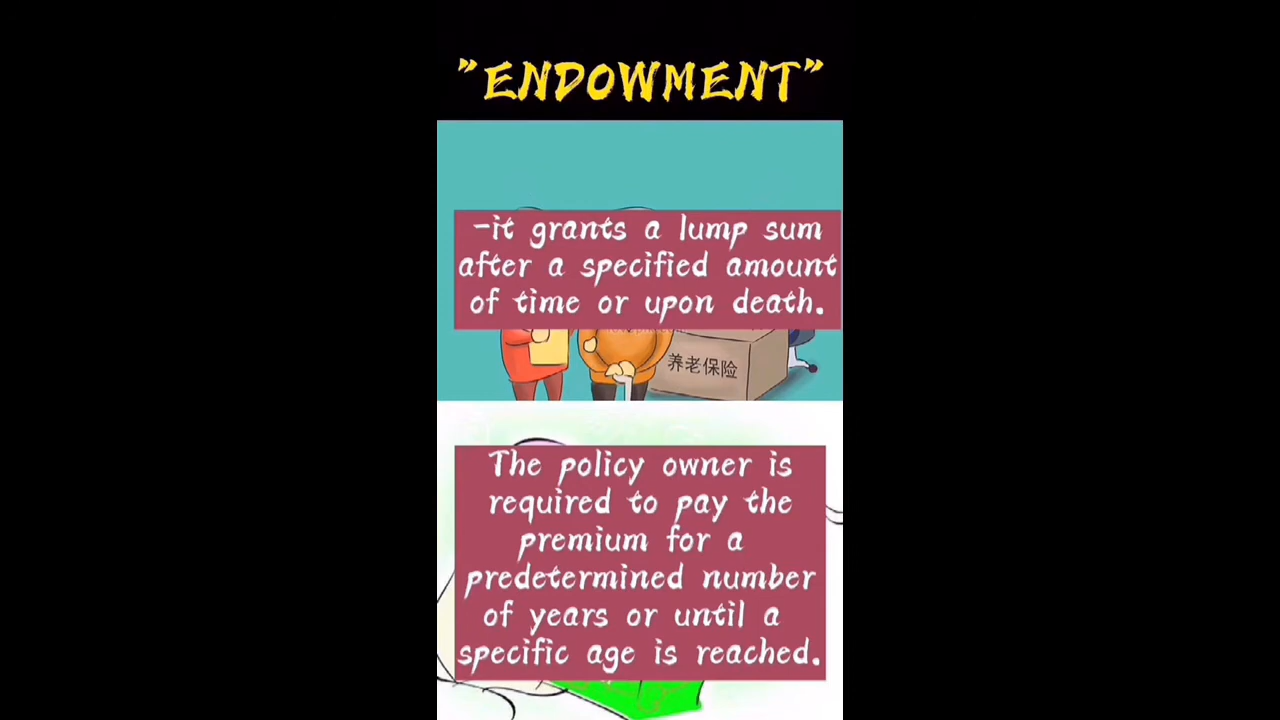 "ENDOWMENT"
-it grants a lump sum
after a specified amount
of time or upon death.
养老保险
The policy owner is
required to pay the
premium for a
predetermined number
of years or until a
specific age is reached.